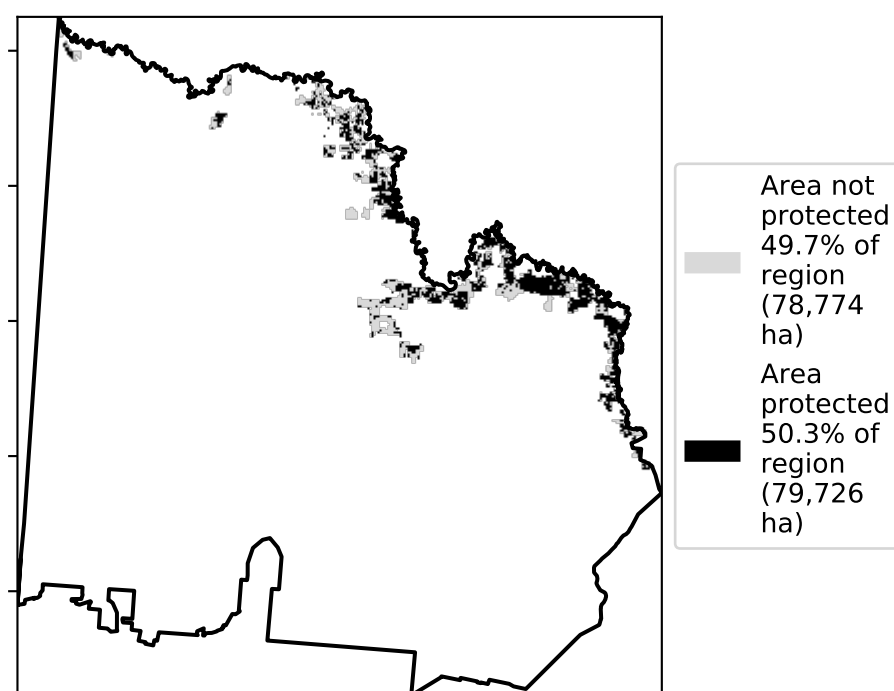 Area not
protected
49.7% of
region
(78,774
ha)
Area
protected
50.3% of
region
(79,726
ha)